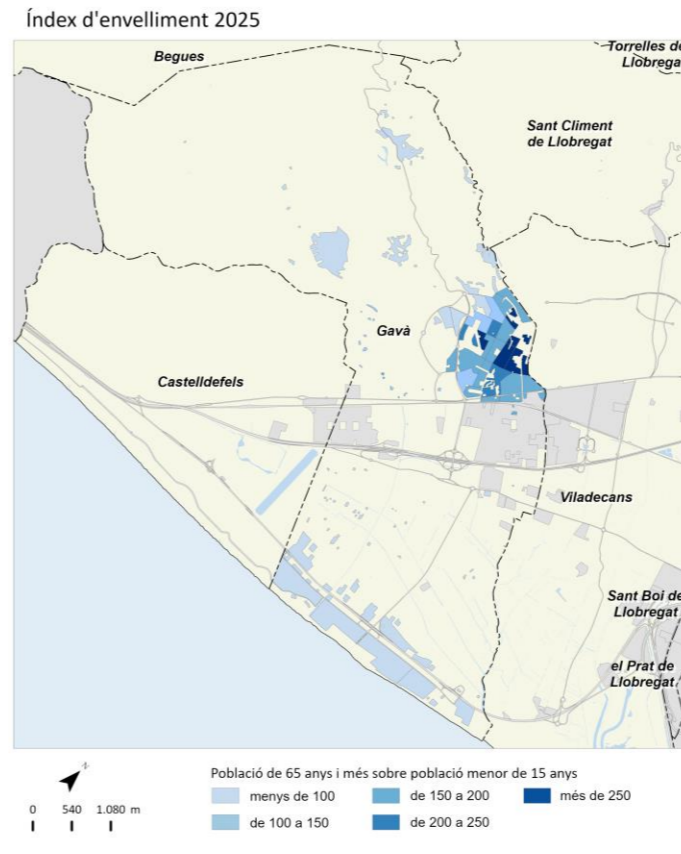 Índex d'envelliment 2025
Begues
Torrelles de
Llobrega
Sant Climent
de Llobregat
Gavà
Castelldefels
Viladecans
Sant Boi de
Llobregat
el Prat de
Llobregat
Població de 65 anys i més sobre població menor de 15 anys
0 540 1.080 m
menys de 100
de 150 a 200
més de 250
de 100 a 150
de 200 a 250